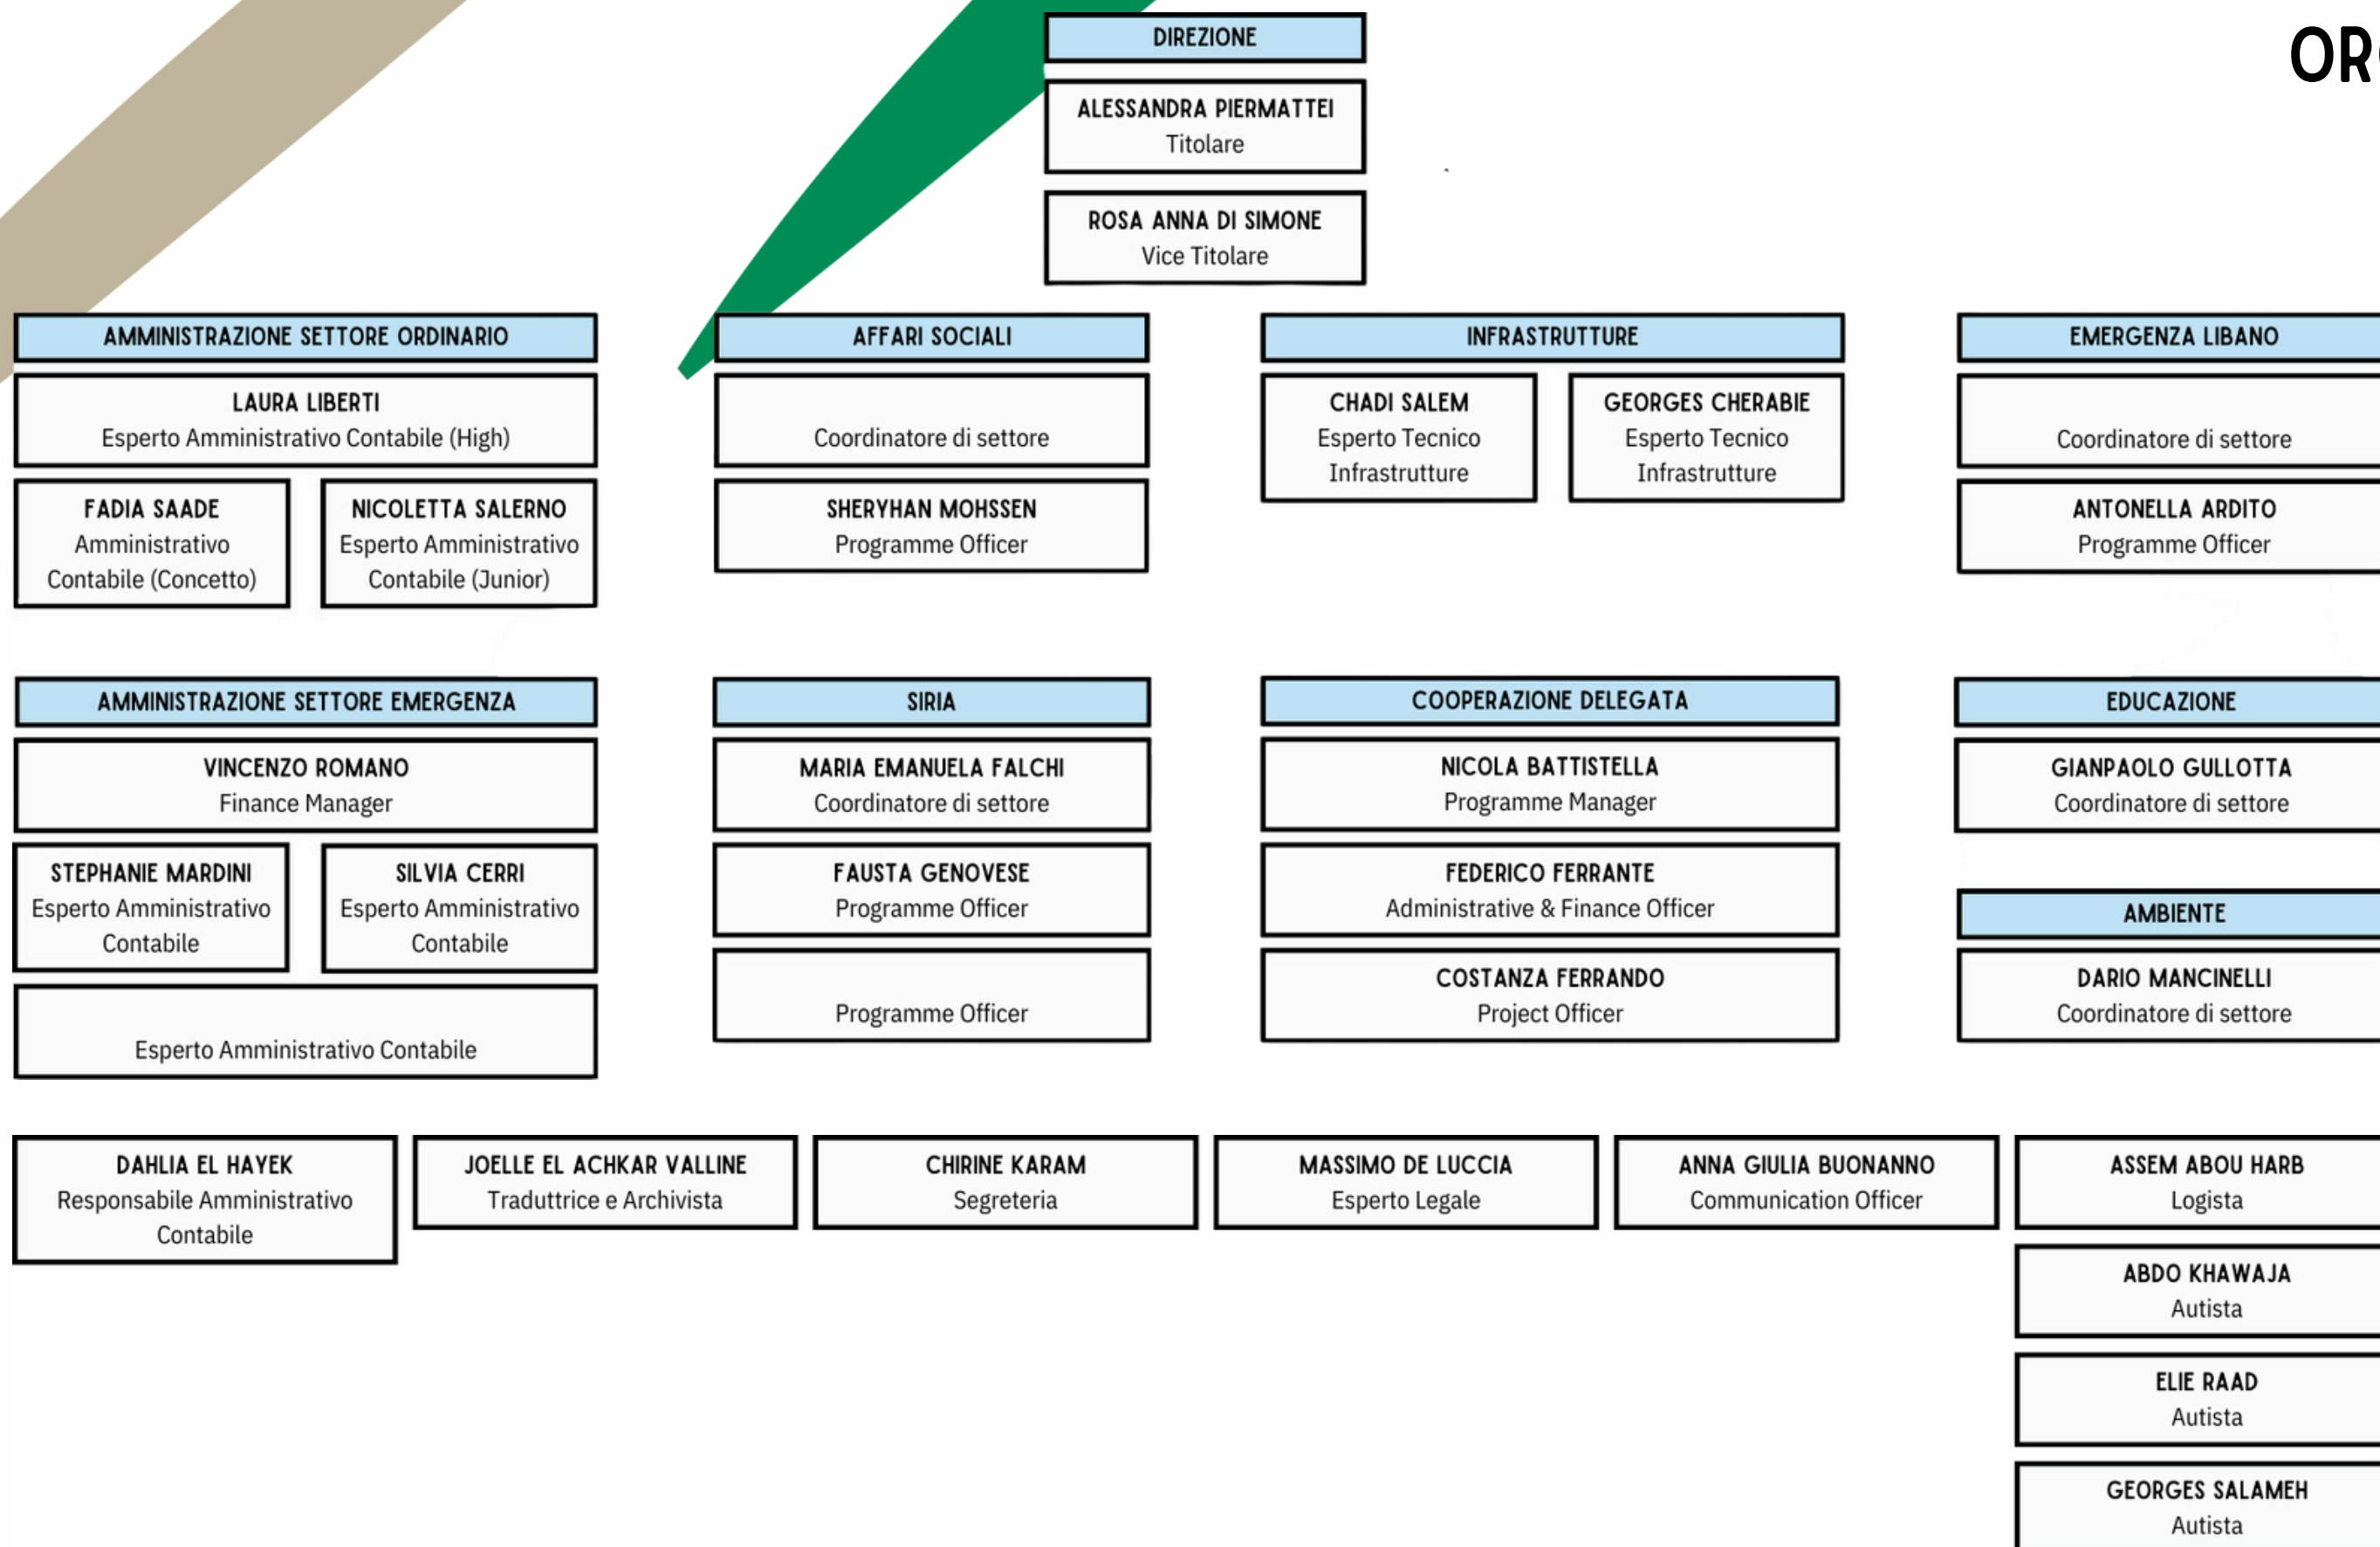 DIREZIONE
ALESSANDRA PIERMATTEI
Titolare
ROSA ANNA DI SIMONE
Vice Titolare
AMMINISTRAZIONE SETTORE ORDINARIO
LAURA LIBERTI
Esperto Amministrativo Contabile (High)
FADIA SAADE
Amministrativo
Contabile (Concetto)
NICOLETTA SALERNO
Esperto Amministrativo
Contabile (Junior)
AFFARI SOCIALI
Coordinatore di settore
SHERYHAN MOHSSEN
Programme Officer
INFRASTRUTTURE
CHADI SALEM
Esperto Tecnico
Infrastrutture
GEORGES CHERABIE
Esperto Tecnico
Infrastrutture
EMERGENZA LIBANO
Coordinatore di settore
ANTONELLA ARDITO
Programme Officer
AMMINISTRAZIONE SETTORE EMERGENZA
VINCENZO ROMANO
Finance Manager
STEPHANIE MARDINI
Esperto Amministrativo
Contabile
SILVIA CERRI
Esperto Amministrativo
Contabile
Esperto Amministrativo Contabile
SIRIA
MARIA EMANUELA FALCHI
Coordinatore di settore
FAUSTA GENOVESE
Programme Officer
Programme Officer
COOPERAZIONE DELEGATA
NICOLA BATTISTELLA
Programme Manager
FEDERICO FERRANTE
Administrative & Finance Officer
COSTANZA FERRANDO
Project Officer
EDUCAZIONE
GIANPAOLO GULLOTTA
Coordinatore di settore
AMBIENTE
DARIO MANCINELLI
Coordinatore di settore
DAHLIA EL HAYEK
Responsabile Amministrativo
Contabile
JOELLE EL ACHKAR VALLINE
Traduttrice e Archivista
CHIRINE KARAM
Segreteria
MASSIMO DE LUCCIA
Esperto Legale
ANNA GIULIA BUONANNO
Communication Officer
ASSEM ABOU HARB
Logista
ABDO KHAWAJA
Autista
ELIE RAAD
Autista
GEORGES SALAMEH
Autista